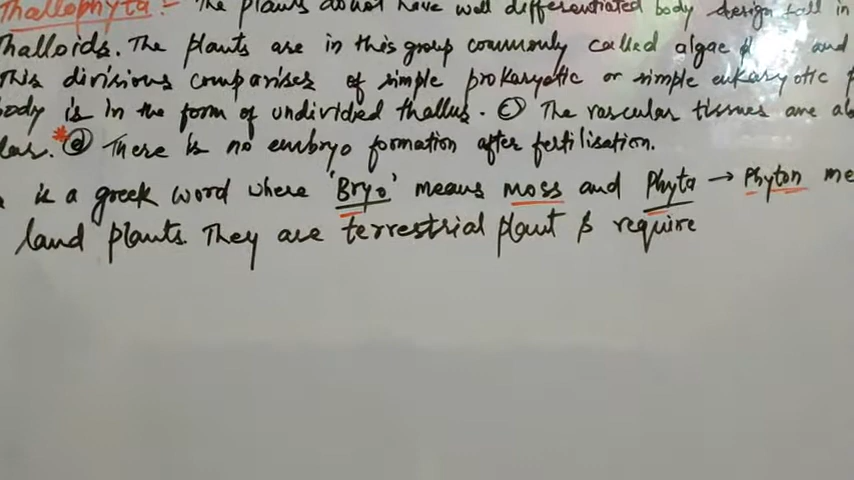 Thallophyta :- The plants do not have well differentiated body design fall in
Thalloids. The plants are in this group commonly called algae & and
This divisions comparises of simple prokaryotic or simple eukaryotic
body is in the form of undivided thallus. c The vascular tissues are
d There is no embryo formation after fertilisation.
is a greek word where 'Bryo' means moss and Phyta → Phyton
land plants. They are terrestrial plant & require